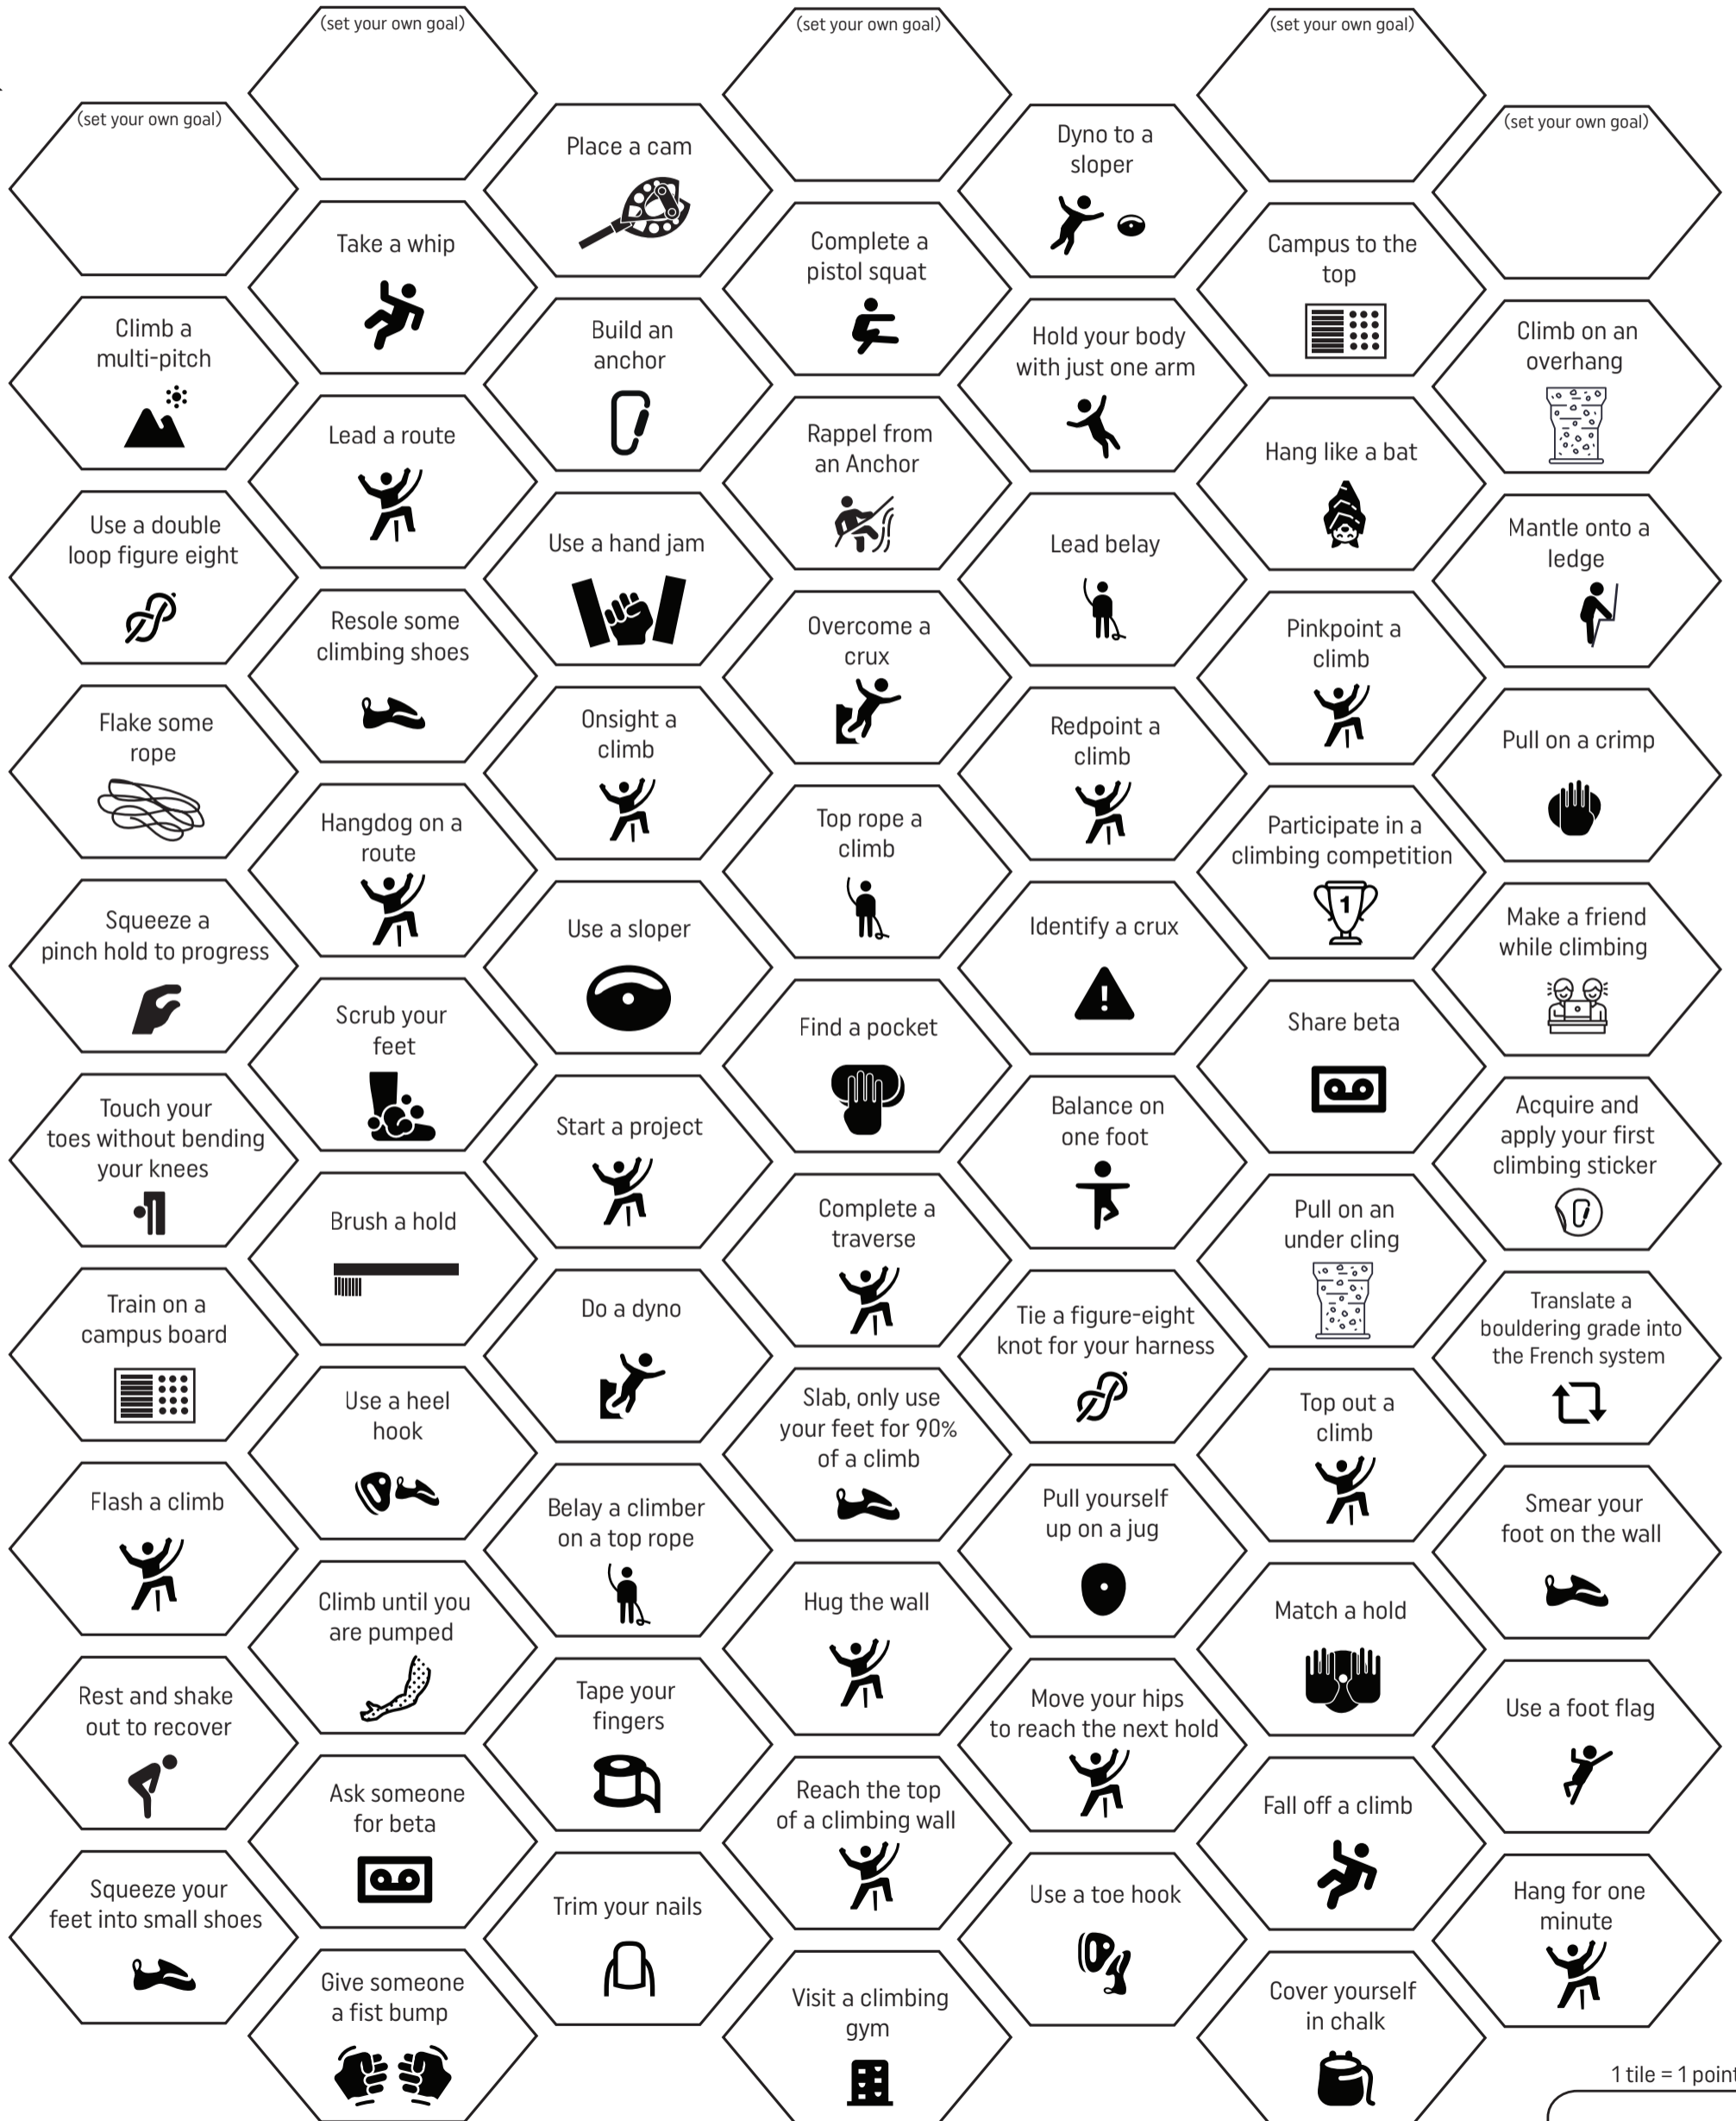 (set your own goal)
(set your own goal)
(set your own goal)
(set your own goal)
(set your own goal)
Place a cam
Dyno to a
sloper
Take a whip
Complete a
pistol squat
Campus to the
top
Climb a
multi-pitch
Build an
anchor
Hold your body
with just one arm
Climb on an
overhang
Lead a route
Rappel from
an Anchor
Hang like a bat
Use a double
loop figure eight
Use a hand jam
Lead belay
Mantle onto a
ledge
Resole some
climbing shoes
Overcome a
crux
Pinkpoint a
climb
Flake some
rope
Onsight a
climb
Redpoint a
climb
Pull on a crimp
Hangdog on a
route
Top rope a
climb
Participate in a
climbing competition
1
Squeeze a
pinch hold to progress
Use a sloper
Identify a crux
!
Make a friend
while climbing
Scrub your
feet
Find a pocket
Share beta
Touch your
toes without bending
your knees
Start a project
Balance on
one foot
Acquire and
apply your first
climbing sticker
Brush a hold
Complete a
traverse
Pull on an
under cling
Train on a
campus board
Do a dyno
Tie a figure-eight
knot for your harness
Translate a
bouldering grade into
the French system
Use a heel
hook
Slab, only use
your feet for 90%
of a climb
Top out a
climb
Flash a climb
Belay a climber
on a top rope
Pull yourself
up on a jug
Smear your
foot on the wall
Climb until you
are pumped
Hug the wall
Match a hold
Rest and shake
out to recover
Tape your
fingers
Move your hips
to reach the next hold
Use a foot flag
Ask someone
for beta
Reach the top
of a climbing wall
Fall off a climb
Squeeze your
feet into small shoes
Trim your nails
Use a toe hook
Hang for one
minute
Give someone
a fist bump
Visit a climbing
gym
Cover yourself
in chalk
1 tile = 1 point